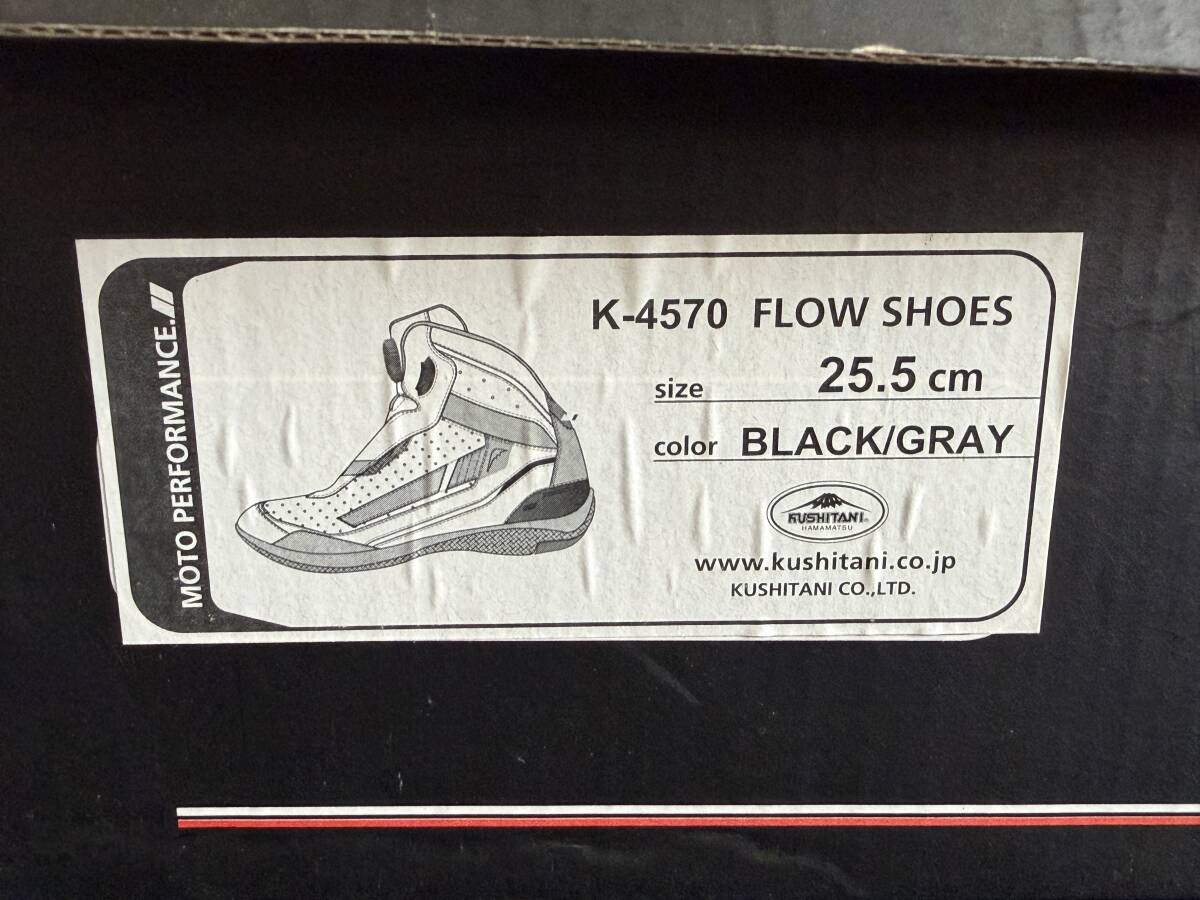 MOTO PERFORMANCE.
K-4570 FLOW SHOES
size 25.5 cm
color BLACK/GRAY
KUSHITANI®
HAMAMATSU
www.kushitani.co.jp
KUSHITANI CO.,LTD.